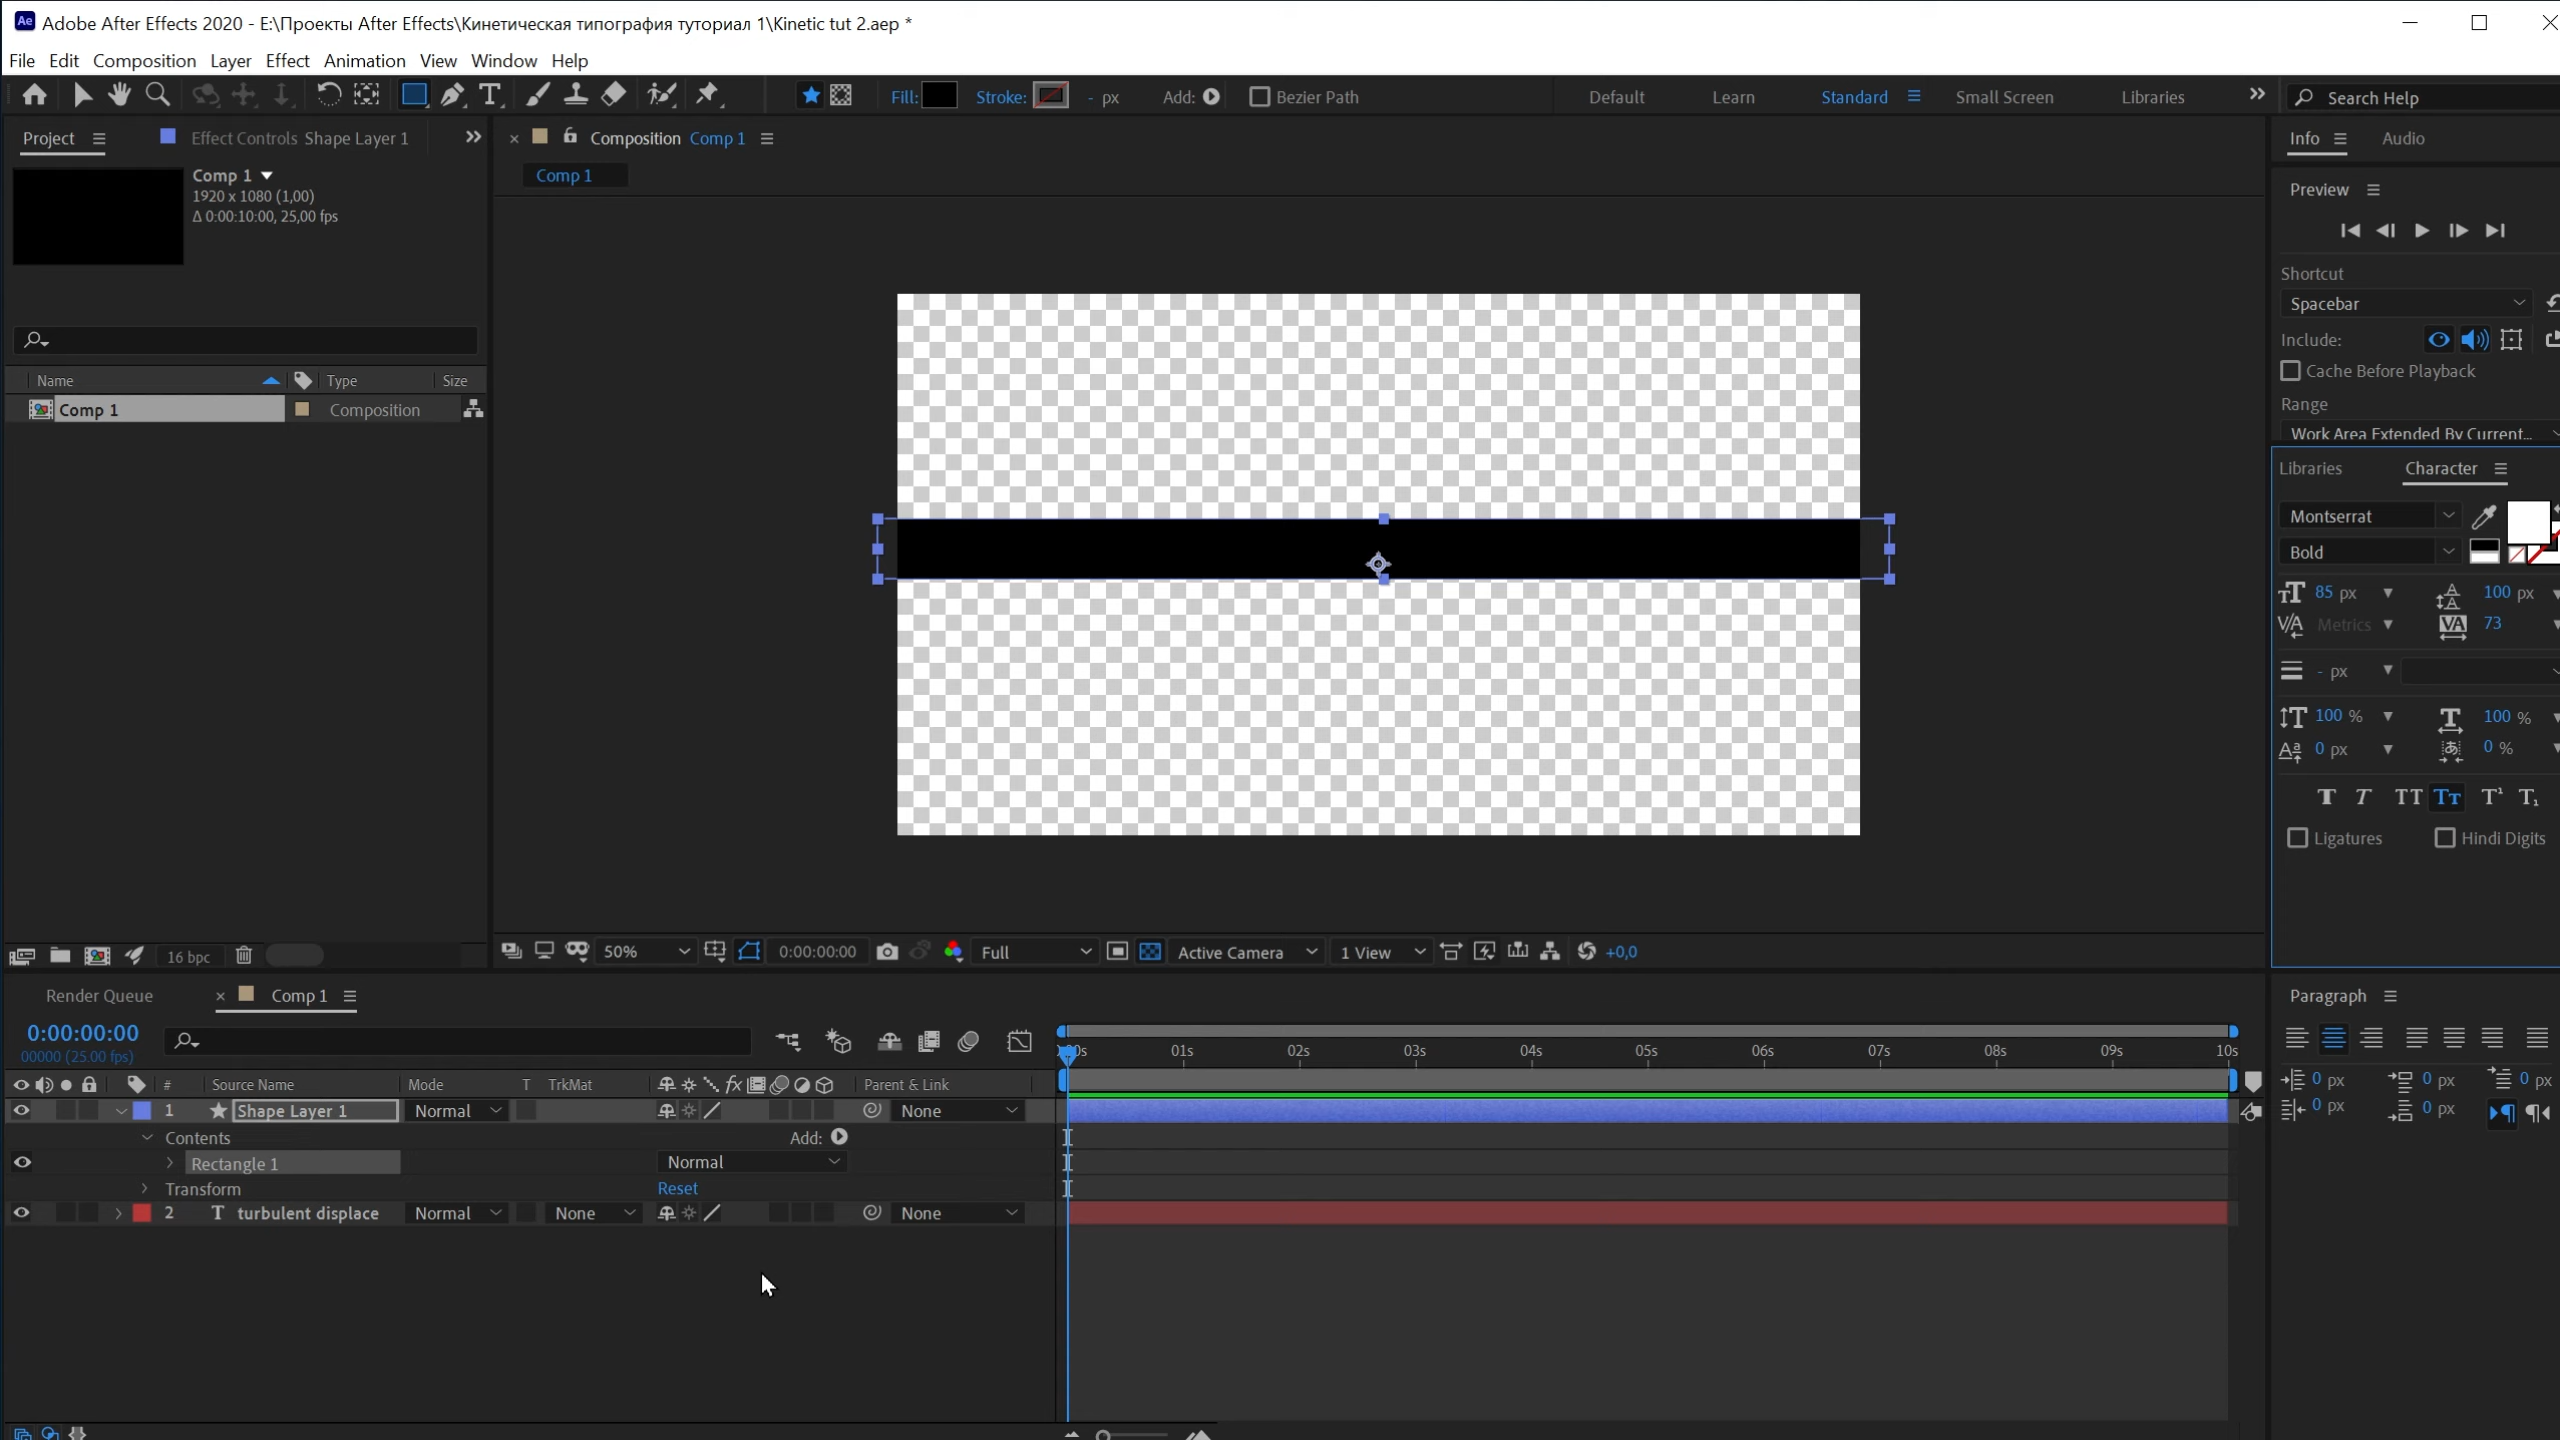 Adobe After Effects 2020 - E:\Проекты After Effects\Кинетическая типография туториал 1\Kinetic tut 2.aep *
File Edit Composition Layer Effect Animation View Window Help
Fill: Stroke: - px Add: Bezier Path Default Learn Standard Small Screen Libraries Search Help
Project Effect Controls Shape Layer 1
Composition Comp 1
Info Audio
Comp 1
1920 x 1080 (1,00)
Δ 0:00:10:00, 25,00 fps
Comp 1
Preview
Shortcut
Spacebar
Include:
Cache Before Playback
Range
Work Area Extended By Current...
Name Type Size
Comp 1 Composition
Libraries Character
Montserrat
Bold
85 px 100 px
Metrics 73
- px
100 % 100 %
0 px 0 %
Ligatures Hindi Digits
16 bpc
50% 0:00:00:00 Full Active Camera 1 View +0,0
Render Queue Comp 1
Paragraph
0 px 0 px 0 px
0 px 0 px
0:00:00:00
00000 (25.00 fps)
01s 02s 03s 04s 05s 06s 07s 08s 09s 10s
# Source Name Mode T TrkMat Parent & Link
1 Shape Layer 1 Normal None
Contents Add:
Rectangle 1 Normal
Transform Reset
2 T turbulent displace Normal None None